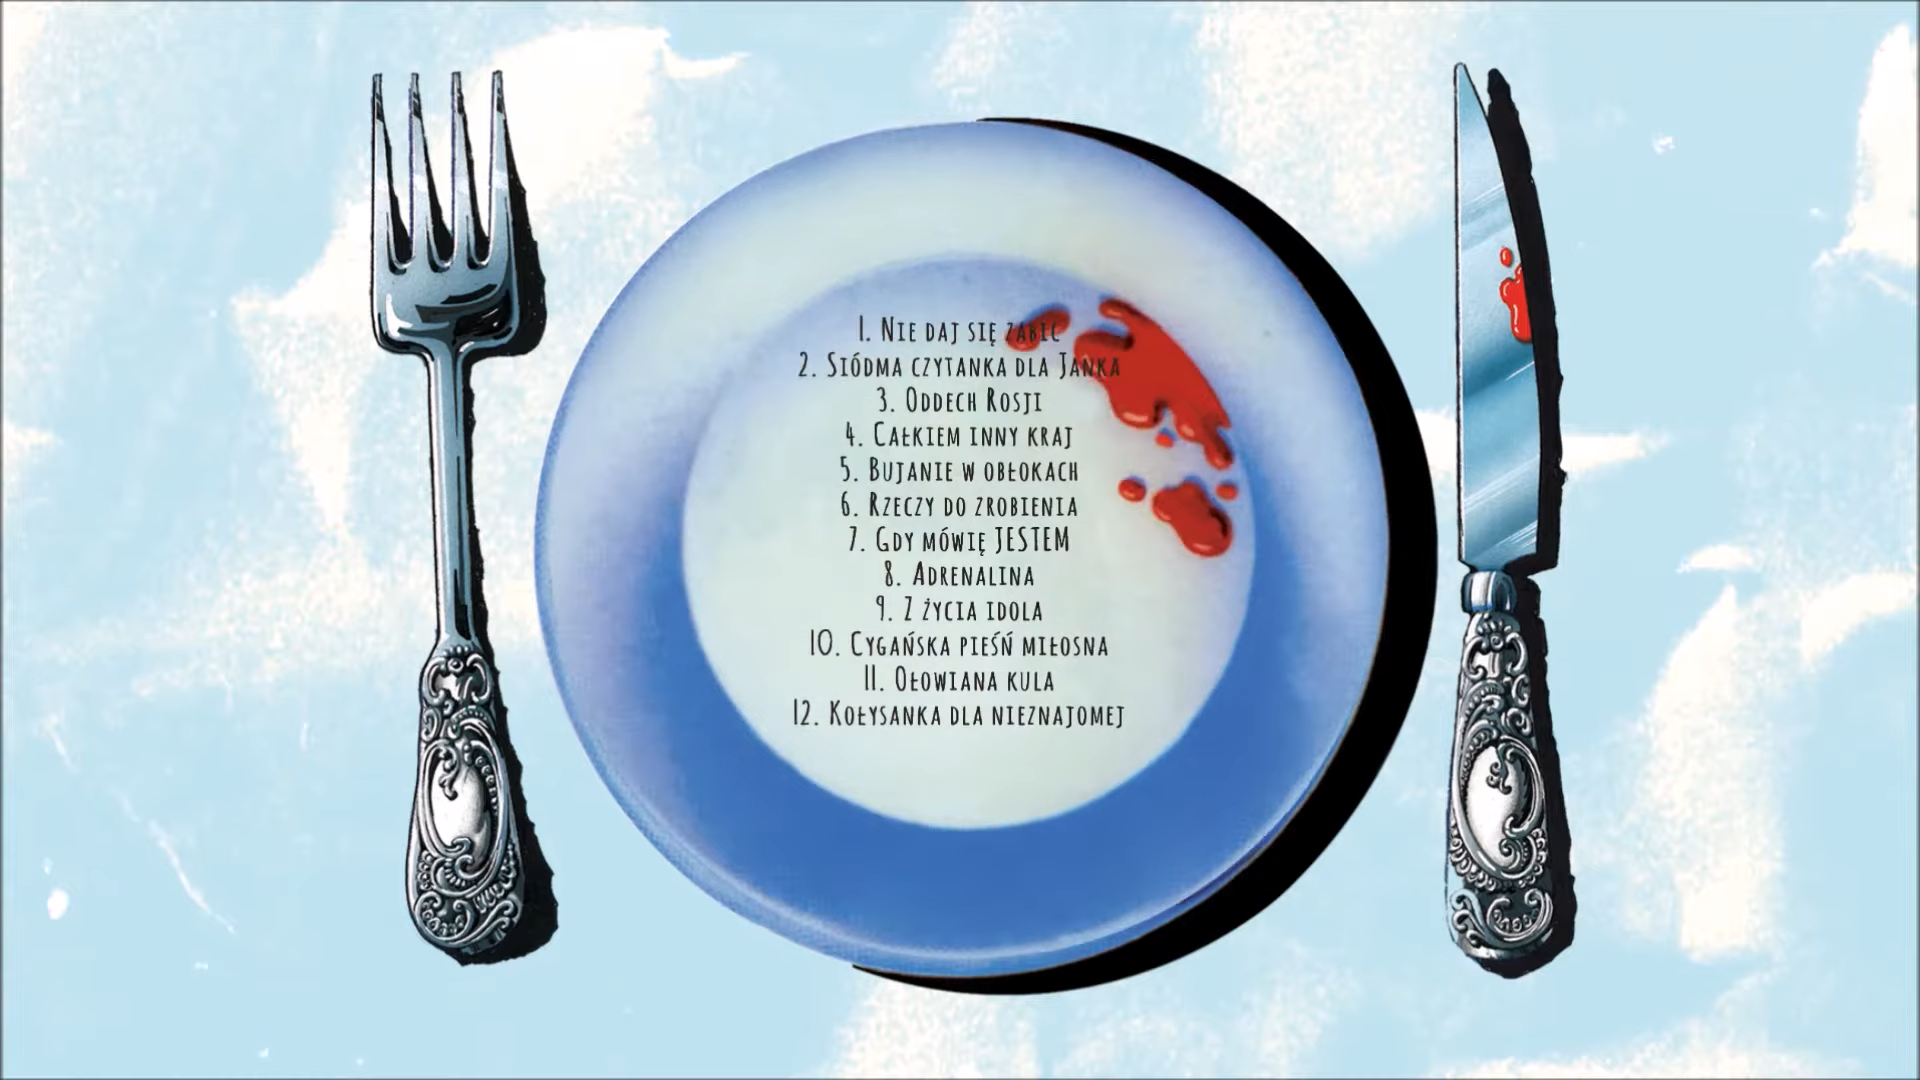 1. Nie daj się zabić
2. Siódma czytanka dla Janka
3. Oddech Rosji
4. Całkiem inny kraj
5. Bujanie w obłokach
6. Rzeczy do zrobienia
7. Gdy mówię JESTEM
8. Adrenalina
9. Z życia idola
10. Cygańska pieśń miłosna
11. Ołowiana kula
12. Kołysanka dla nieznajomej